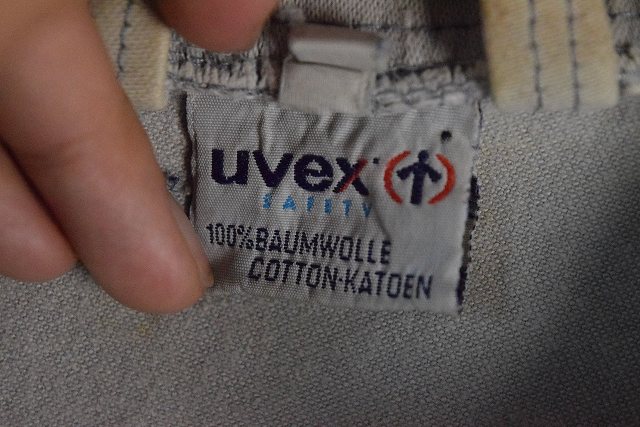 uvex
SAFETY
100% BAUMWOLLE
COTTON-KATOEN